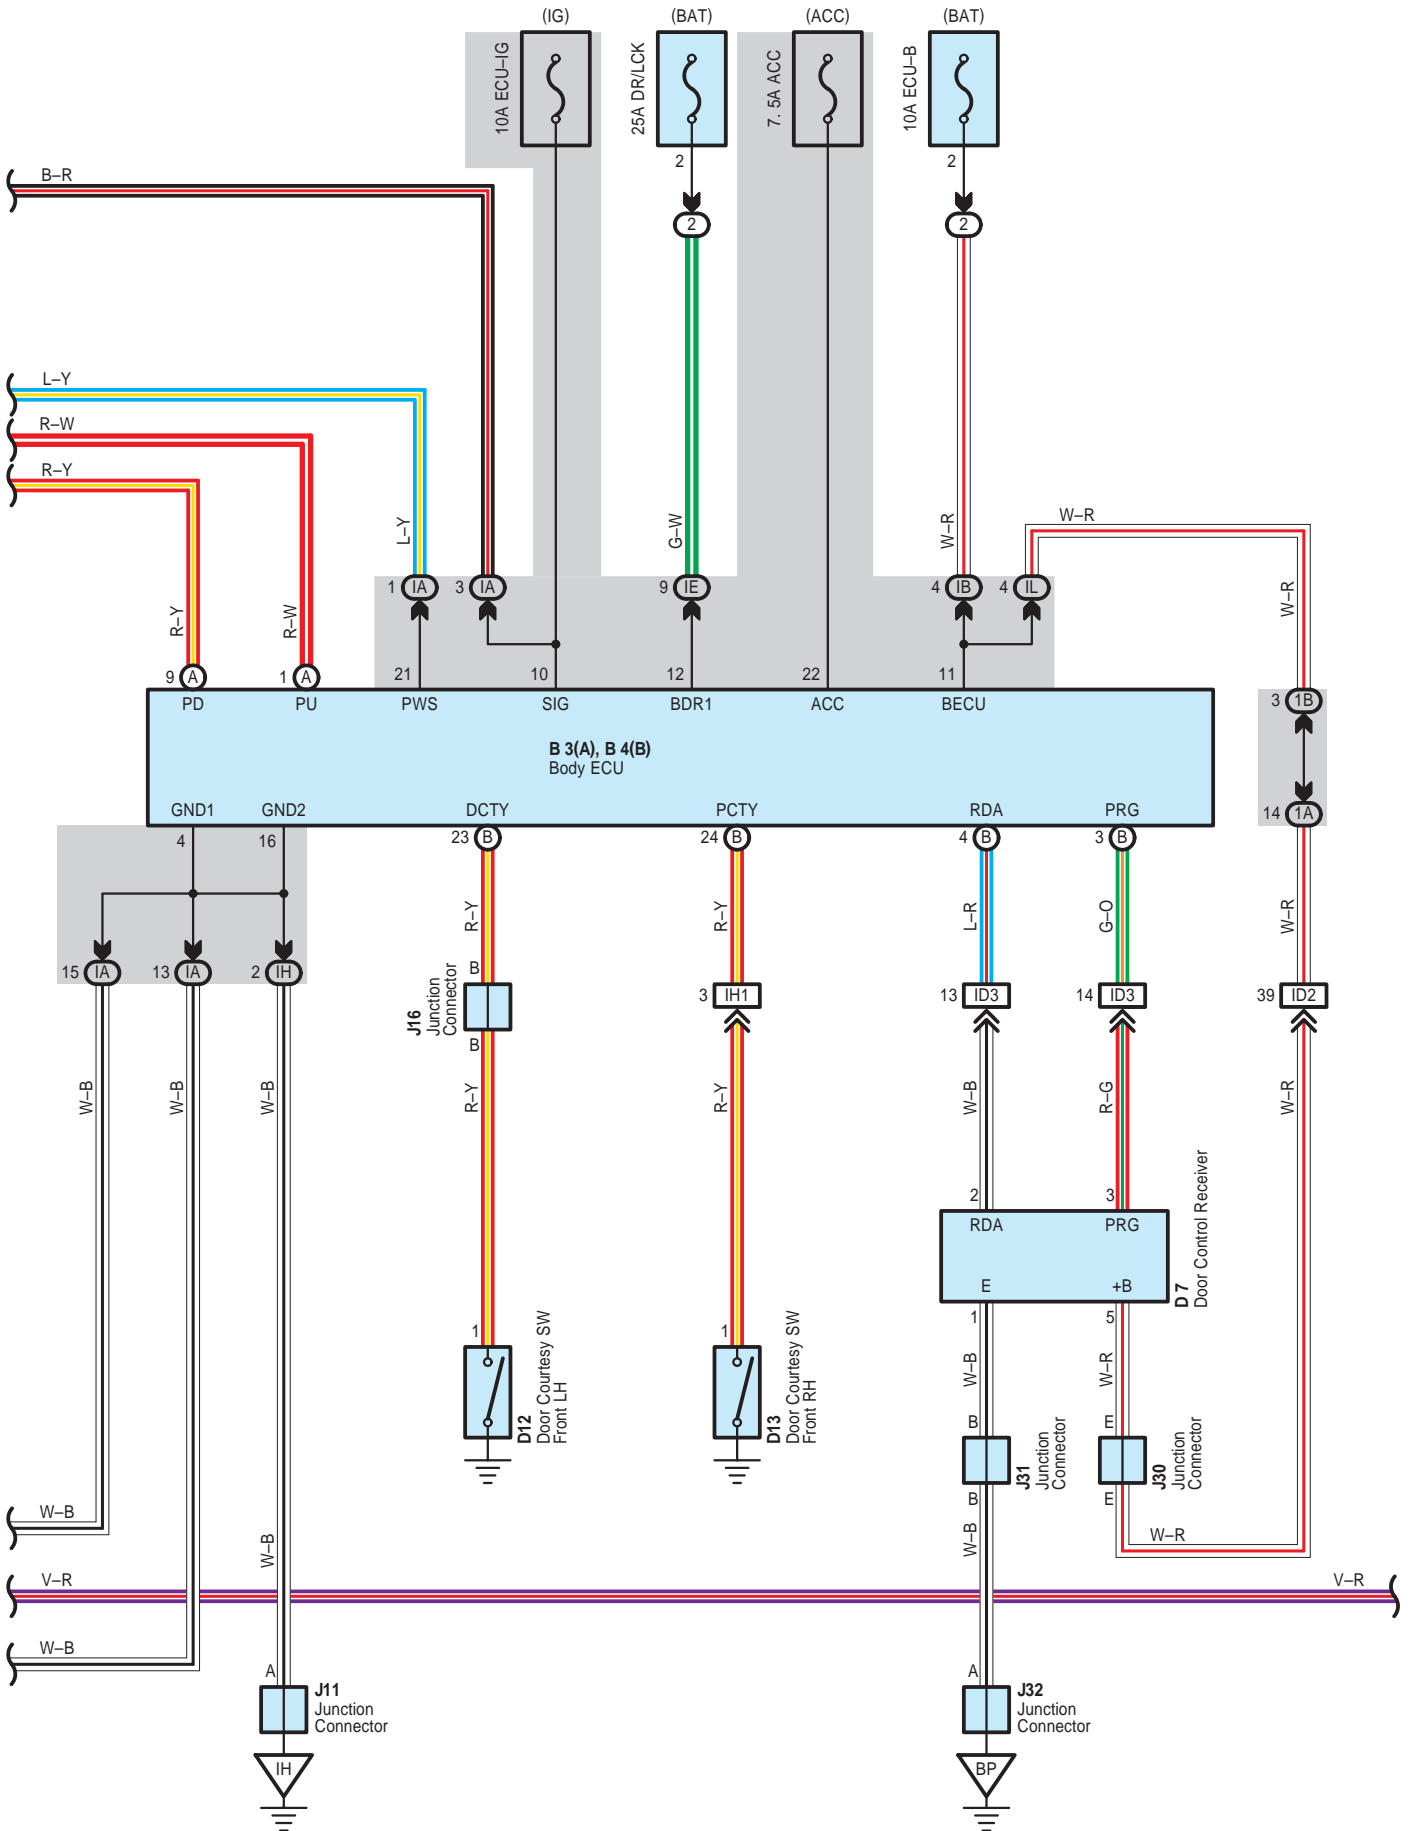 (IG)
(BAT)
(ACC)
(BAT)
10A ECU–IG
25A DR/LCK
7. 5A ACC
10A ECU–B
2
2
B–R
2
2
L–Y
R–W
R–Y
L–Y
G–W
W–R
W–R
W–R
R–Y
R–W
1 IA
3 IA
9 IE
4 IB
4 IL
9 A
1 A
21
10
12
22
11
PD
PU
PWS
SIG
BDR1
ACC
BECU
3 1B
B 3(A), B 4(B)
Body ECU
GND1
GND2
DCTY
PCTY
RDA
PRG
14 1A
4
16
23 B
24 B
4 B
3 B
R–Y
R–Y
L–R
G–O
W–R
15 IA
13 IA
2 IH
B
J16
Junction
Connector
B
3 IH1
13 ID3
14 ID3
39 ID2
W–B
W–B
W–B
R–Y
R–Y
W–B
R–G
W–R
2
3
RDA
PRG
E
+B
D 7
Door Control Receiver
1
5
1
1
W–B
W–R
D12
Door Courtesy SW
Front LH
D13
Door Courtesy SW
Front RH
B
E
J31
Junction
Connector
J30
Junction
Connector
B
E
W–B
W–B
W–B
W–R
V–R
V–R
W–B
A
J11
Junction
Connector
A
J32
Junction
Connector
IH
BP